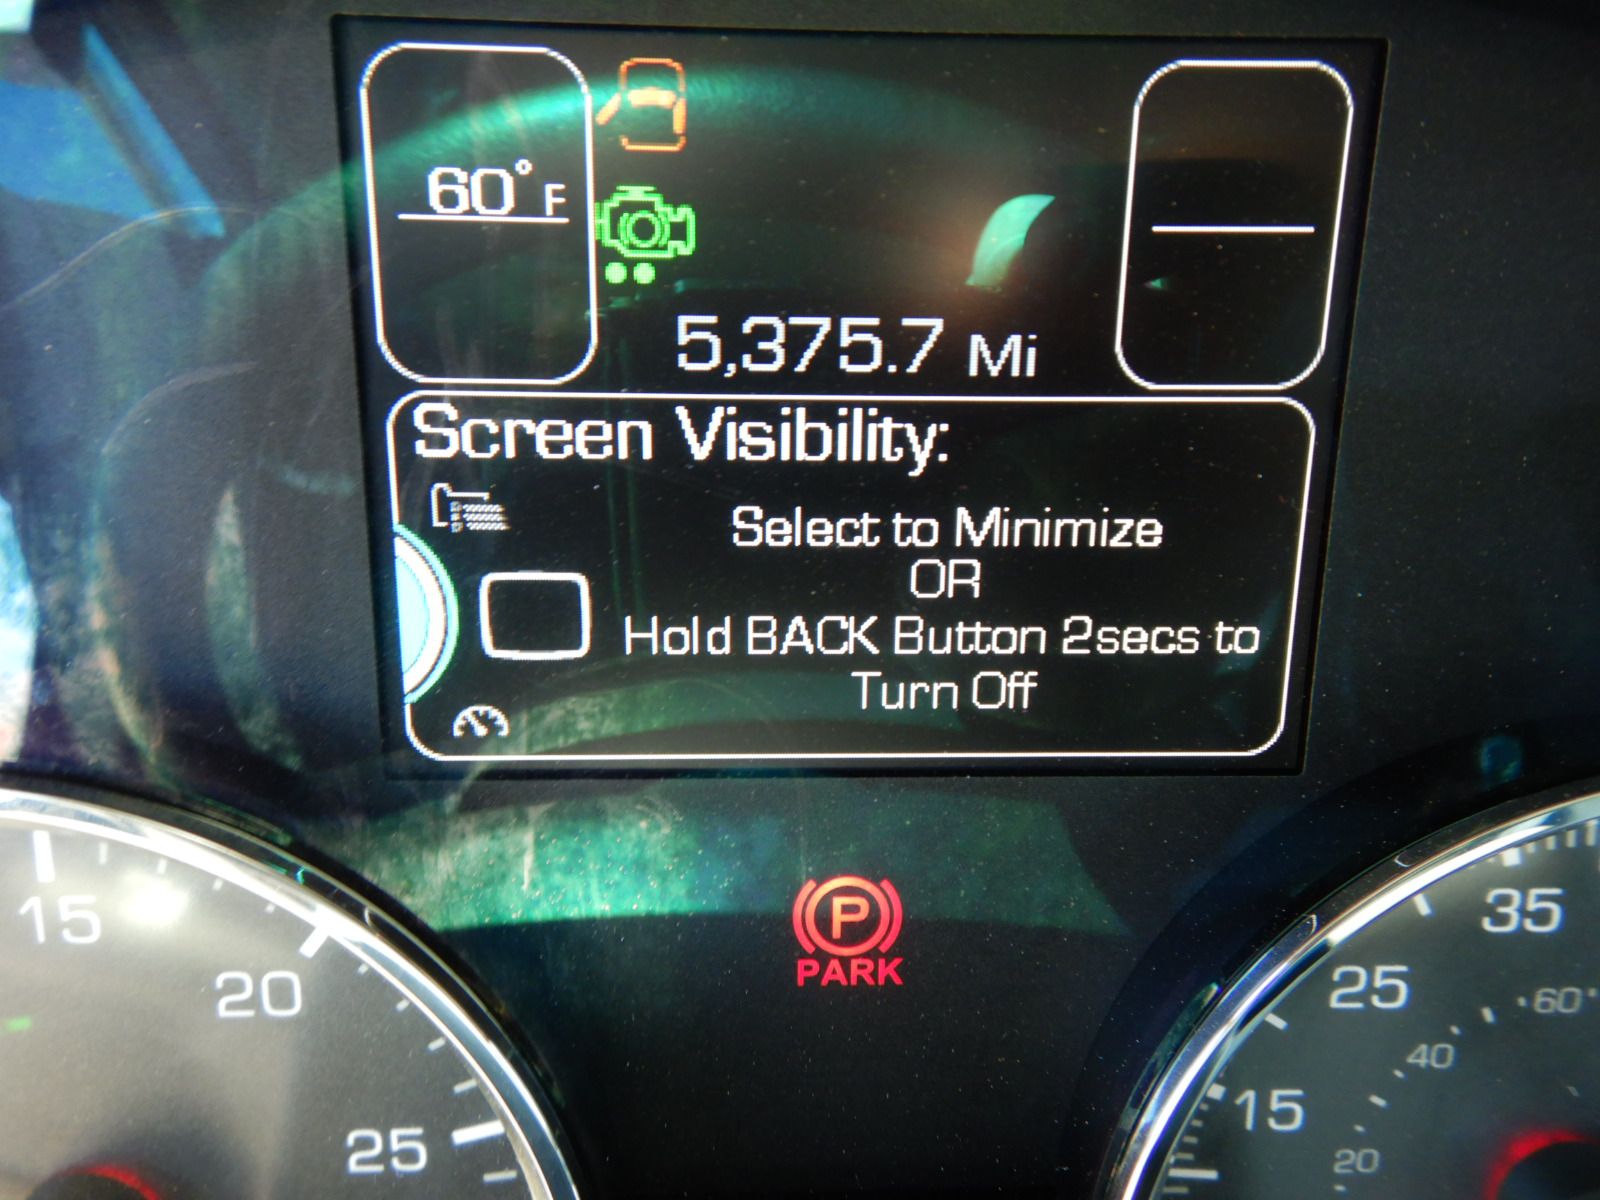 60° F
5,375.7 Mi
Screen Visibility:
Select to Minimize
OR
Hold BACK Button 2secs to
Turn Off
P
PARK
15
20
25
35
25
15
60
40
20